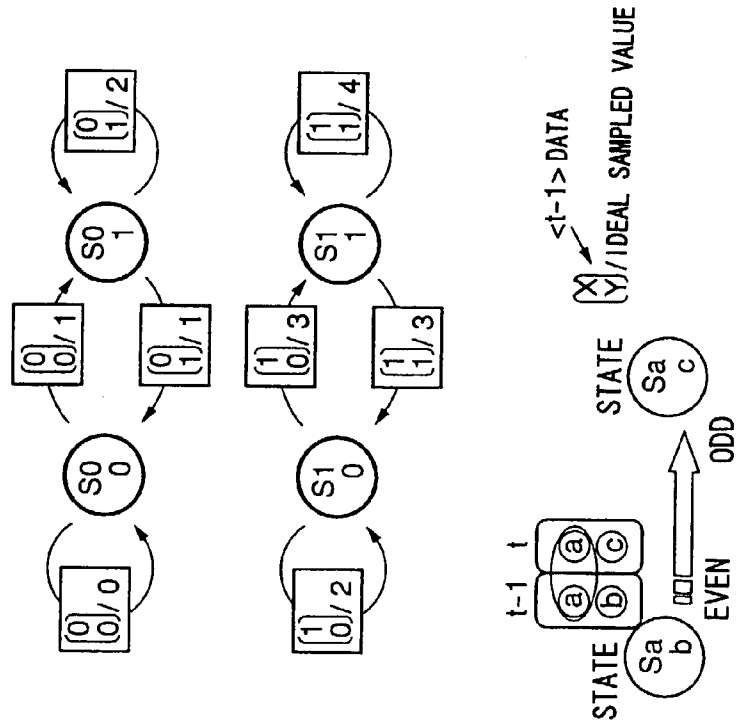 (0 0)/0
S0 0
(0 0)/1
(0 1)/1
S0 1
(0 1)/2
(1 0)/2
S1 0
(1 0)/3
(1 1)/3
S1 1
(1 1)/4
STATE
Sa b
t-1 t
a a
b c
EVEN
ODD
STATE
Sa c
(X Y)/IDEAL SAMPLED VALUE
<t-1> DATA